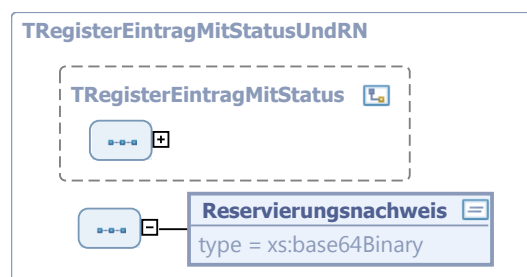 TRegisterEintragMitStatusUndRN
TRegisterEintragMitStatus
Reservierungsnachweis
type = xs:base64Binary